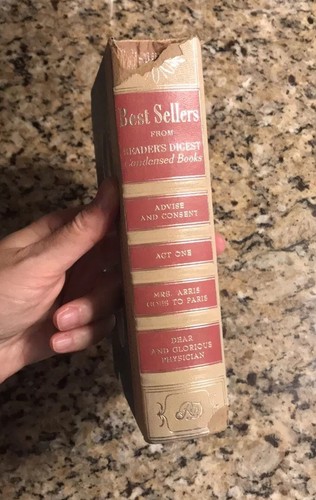 Best Sellers
FROM
READER'S DIGEST
Condensed Books
ADVISE
AND CONSENT
ACT ONE
MRS. ARRIS
GOES TO PARIS
DEAR
AND GLORIOUS
PHYSICIAN